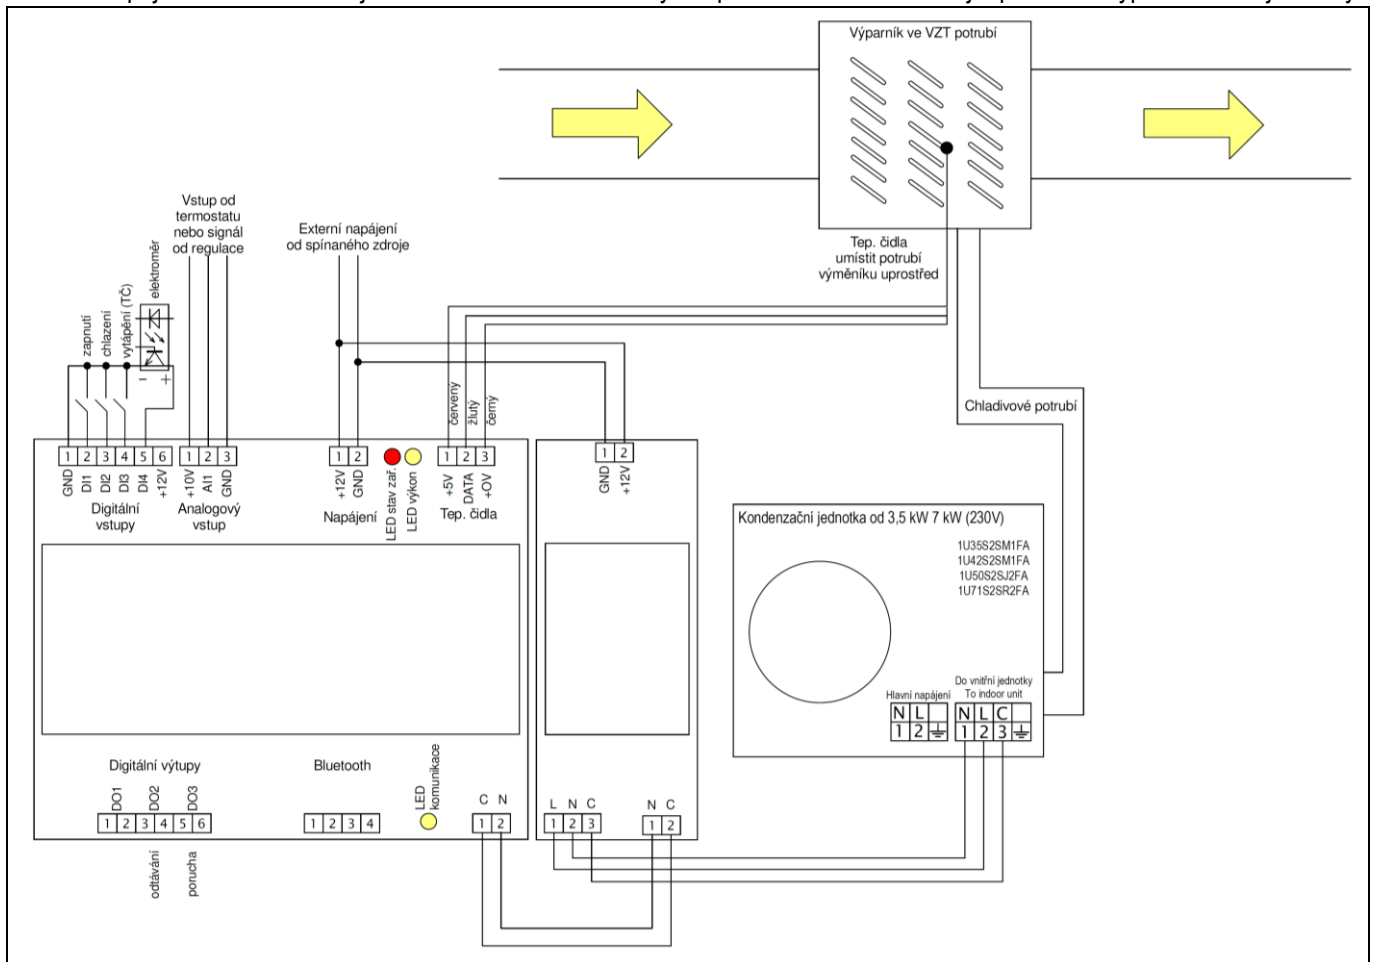 Výparník ve VZT potrubí
Vstup od
termostatu
nebo signál
od regulace
Externí napájení
od spínaného zdroje
Tep. čidla
umístit potrubí
výměníku uprostřed
elektroměr
zapnutí
chlazení
vytápění (TČ)
- +
červený
žlutý
černý
Chladivové potrubí
1 2 3 4 5 6
GND
DI1
DI2
DI3
DI4
+12V
Digitální
vstupy
1 2 3
+10V
AI1
GND
Analogový
vstup
1 2
+12V
GND
Napájení
LED stav zař.
LED výkon
1 2 3
+5V
DATA
+OV
Tep. čidla
1 2
GND
+12V
Kondenzační jednotka od 3,5 kW 7 kW (230V)
1U35S2SM1FA
1U42S2SM1FA
1U50S2SJ2FA
1U71S2SR2FA
Hlavní napájení
N L
1 2
Do vnitřní jednotky
To indoor unit
N L C
1 2 3
Digitální výtupy
DO1
DO2
DO3
1 2 3 4 5 6
odtávání
porucha
Bluetooth
1 2 3 4
LED
komunikace
C N
1 2
L N C
1 2 3
N C
1 2